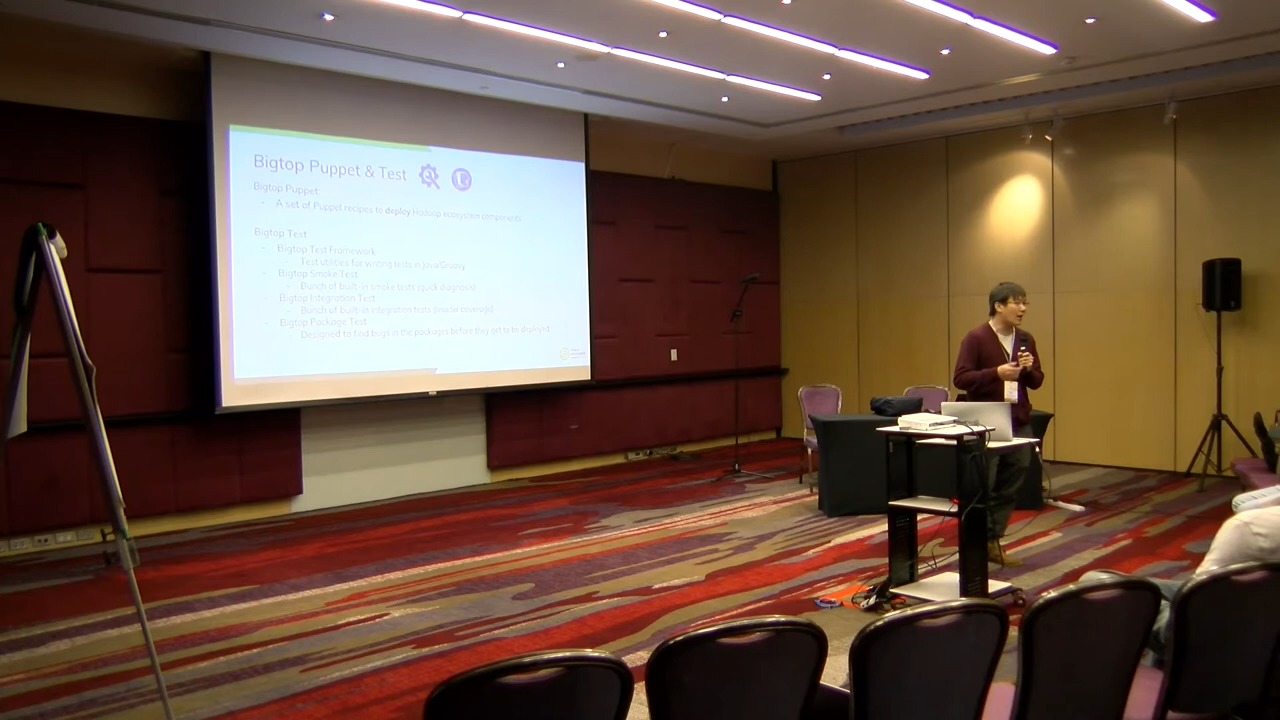 Bigtop Puppet & Test
Bigtop Puppet:
- A set of Puppet recipes to deploy Hadoop ecosystem components
Bigtop Test
- Bigtop Test Framework
- Test utilities for writing tests in Java/Groovy
- Bigtop Smoke Test
- Bunch of built-in smoke tests (quick diagnosis)
- Bigtop Integration Test
- Bunch of built-in integration tests (broader coverage)
- Bigtop Package Test
- Designed to find bugs in the packages before they get to be deployed